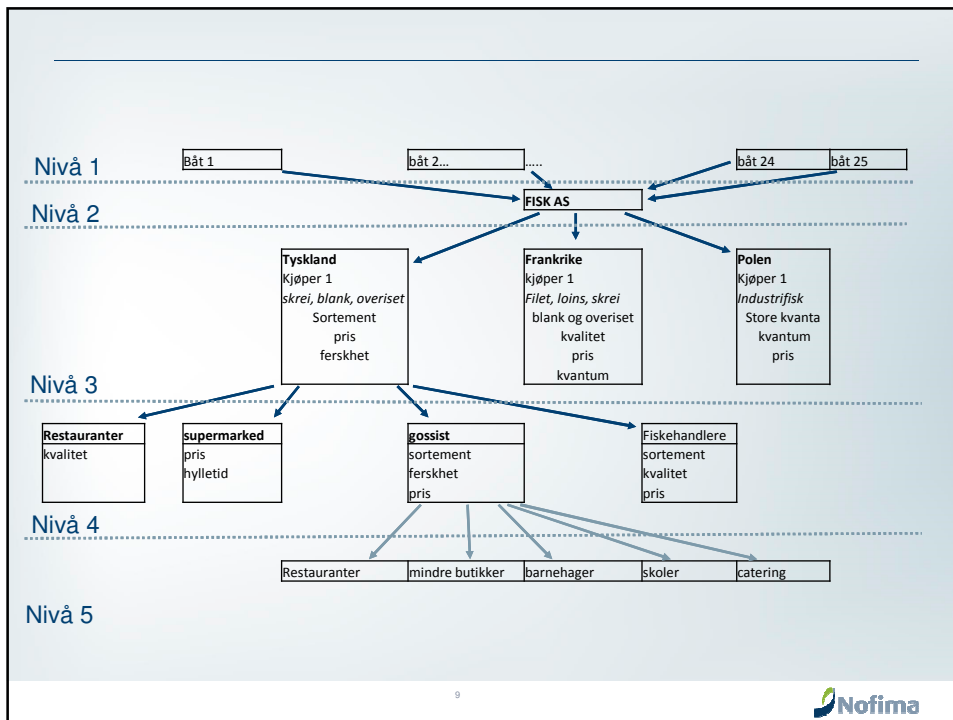 Nivå 1
Båt 1
båt 2...
.....
båt 24
båt 25
Nivå 2
FISK AS
Tyskland
Kjøper 1
skrei, blank, overiset
Sortement
pris
ferskhet
Frankrike
kjøper 1
Filet, loins, skrei
blank og overiset
kvalitet
pris
kvantum
Polen
Kjøper 1
Industrifisk
Store kvanta
kvantum
pris
Nivå 3
Restauranter
kvalitet
supermarked
pris
hylletid
gossist
sortement
ferskhet
pris
Fiskehandlere
sortement
kvalitet
pris
Nivå 4
Restauranter
mindre butikker
barnehager
skoler
catering
Nivå 5
9
Nofima